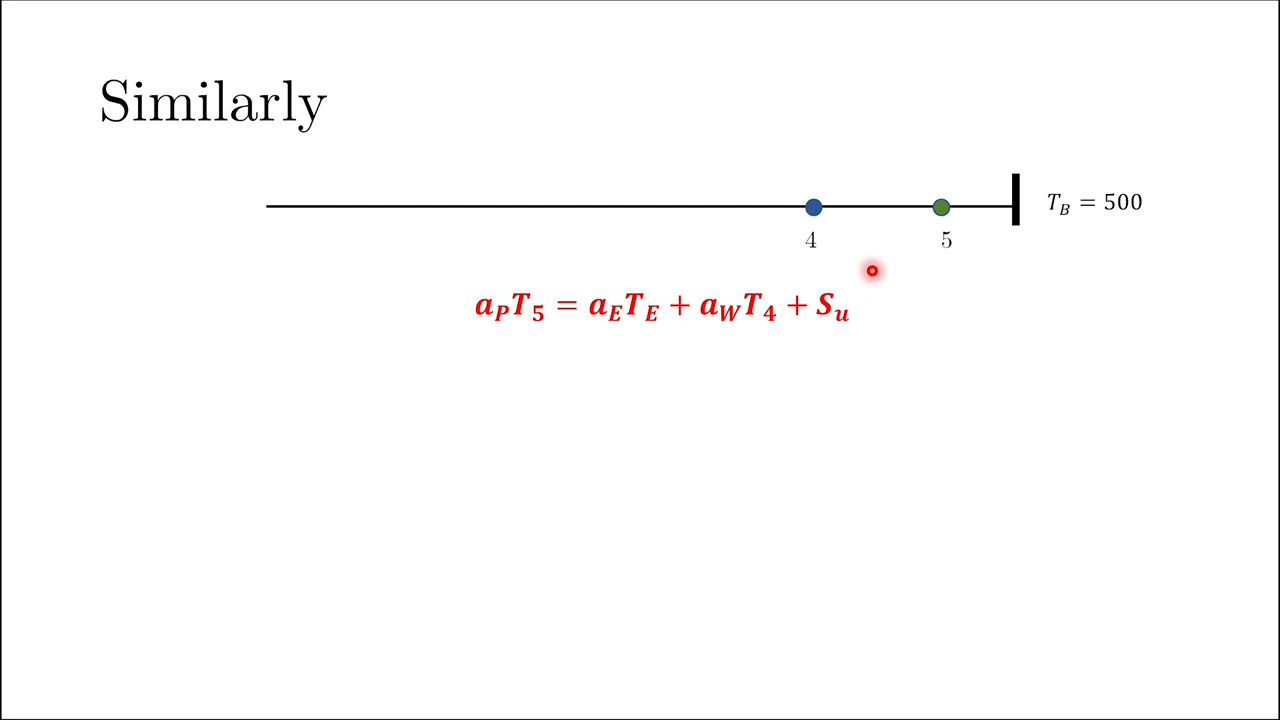 Similarly
T_B = 500
4 5
a_P T_5 = a_E T_E + a_W T_4 + S_u